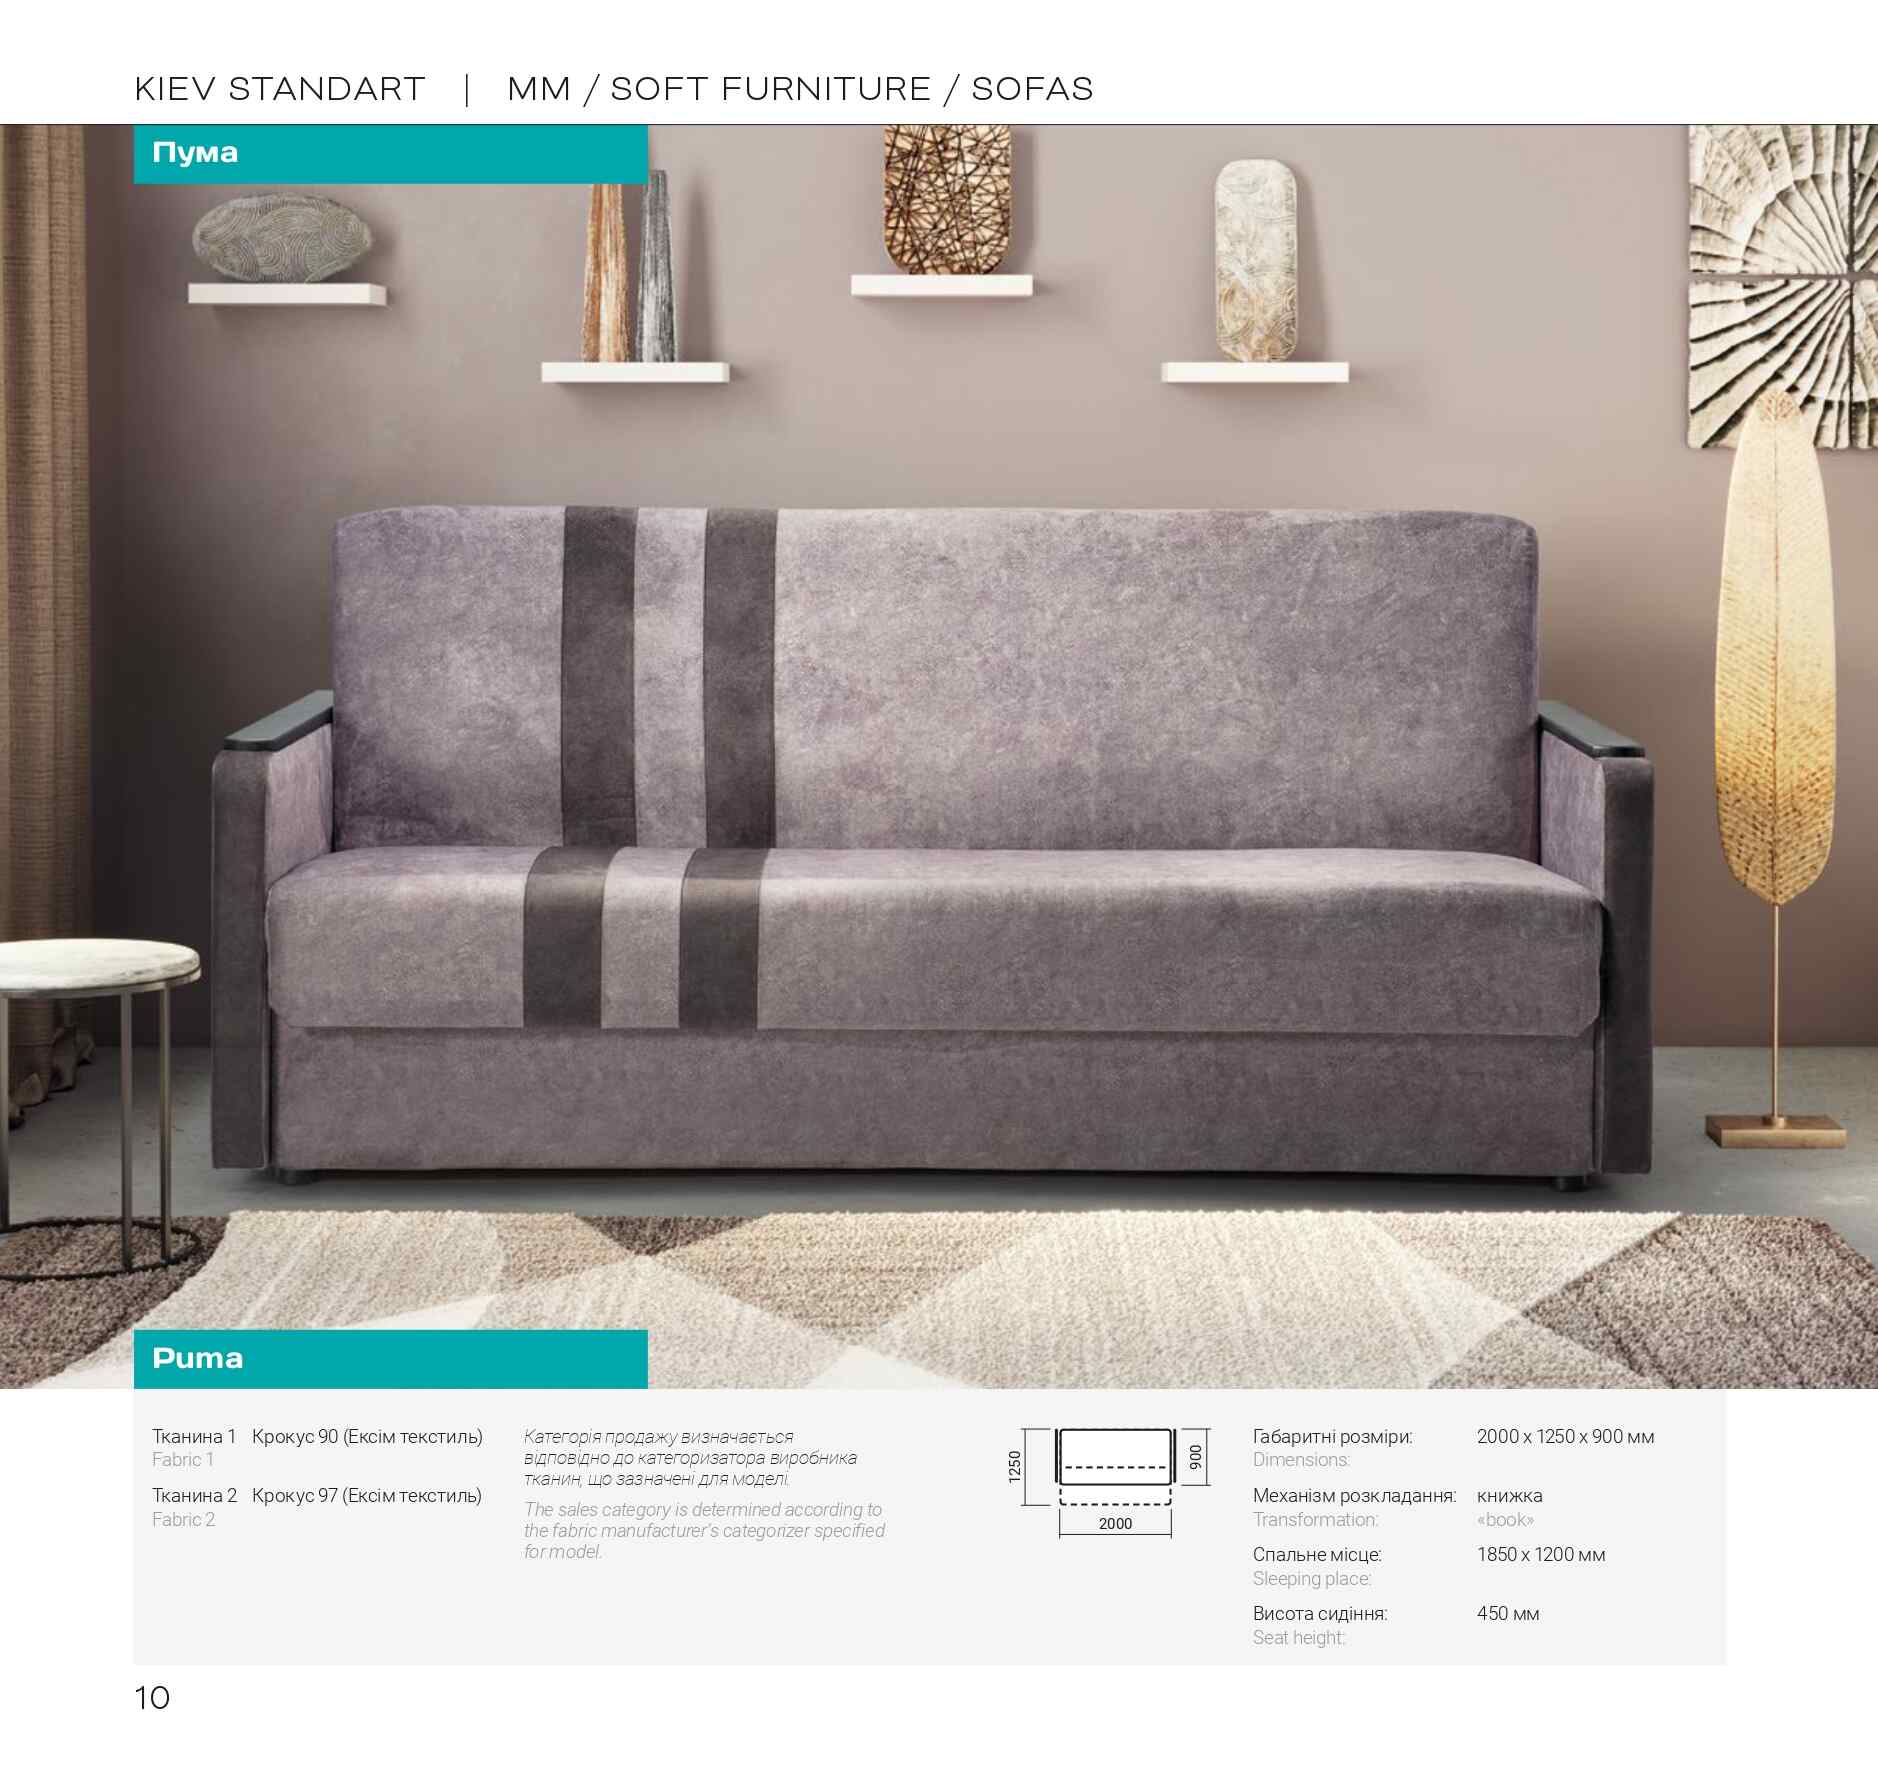 KIEV STANDART | MM / SOFT FURNITURE / SOFAS
Пума
Puma
Тканина 1 Крокус 90 (Ексім текстиль)
Fabric 1
Тканина 2 Крокус 97 (Ексім текстиль)
Fabric 2
Категорія продажу визначається
відповідно до категоризатора виробника
тканин, що зазначені для моделі.
The sales category is determined according to
the fabric manufacturer's categorizer specified
for model.
1250
900
2000
Габаритні розміри: 2000 х 1250 х 900 мм
Dimensions:
Механізм розкладання: книжка
Transformation: «book»
Спальне місце: 1850 х 1200 мм
Sleeping place:
Висота сидіння: 450 мм
Seat height:
10